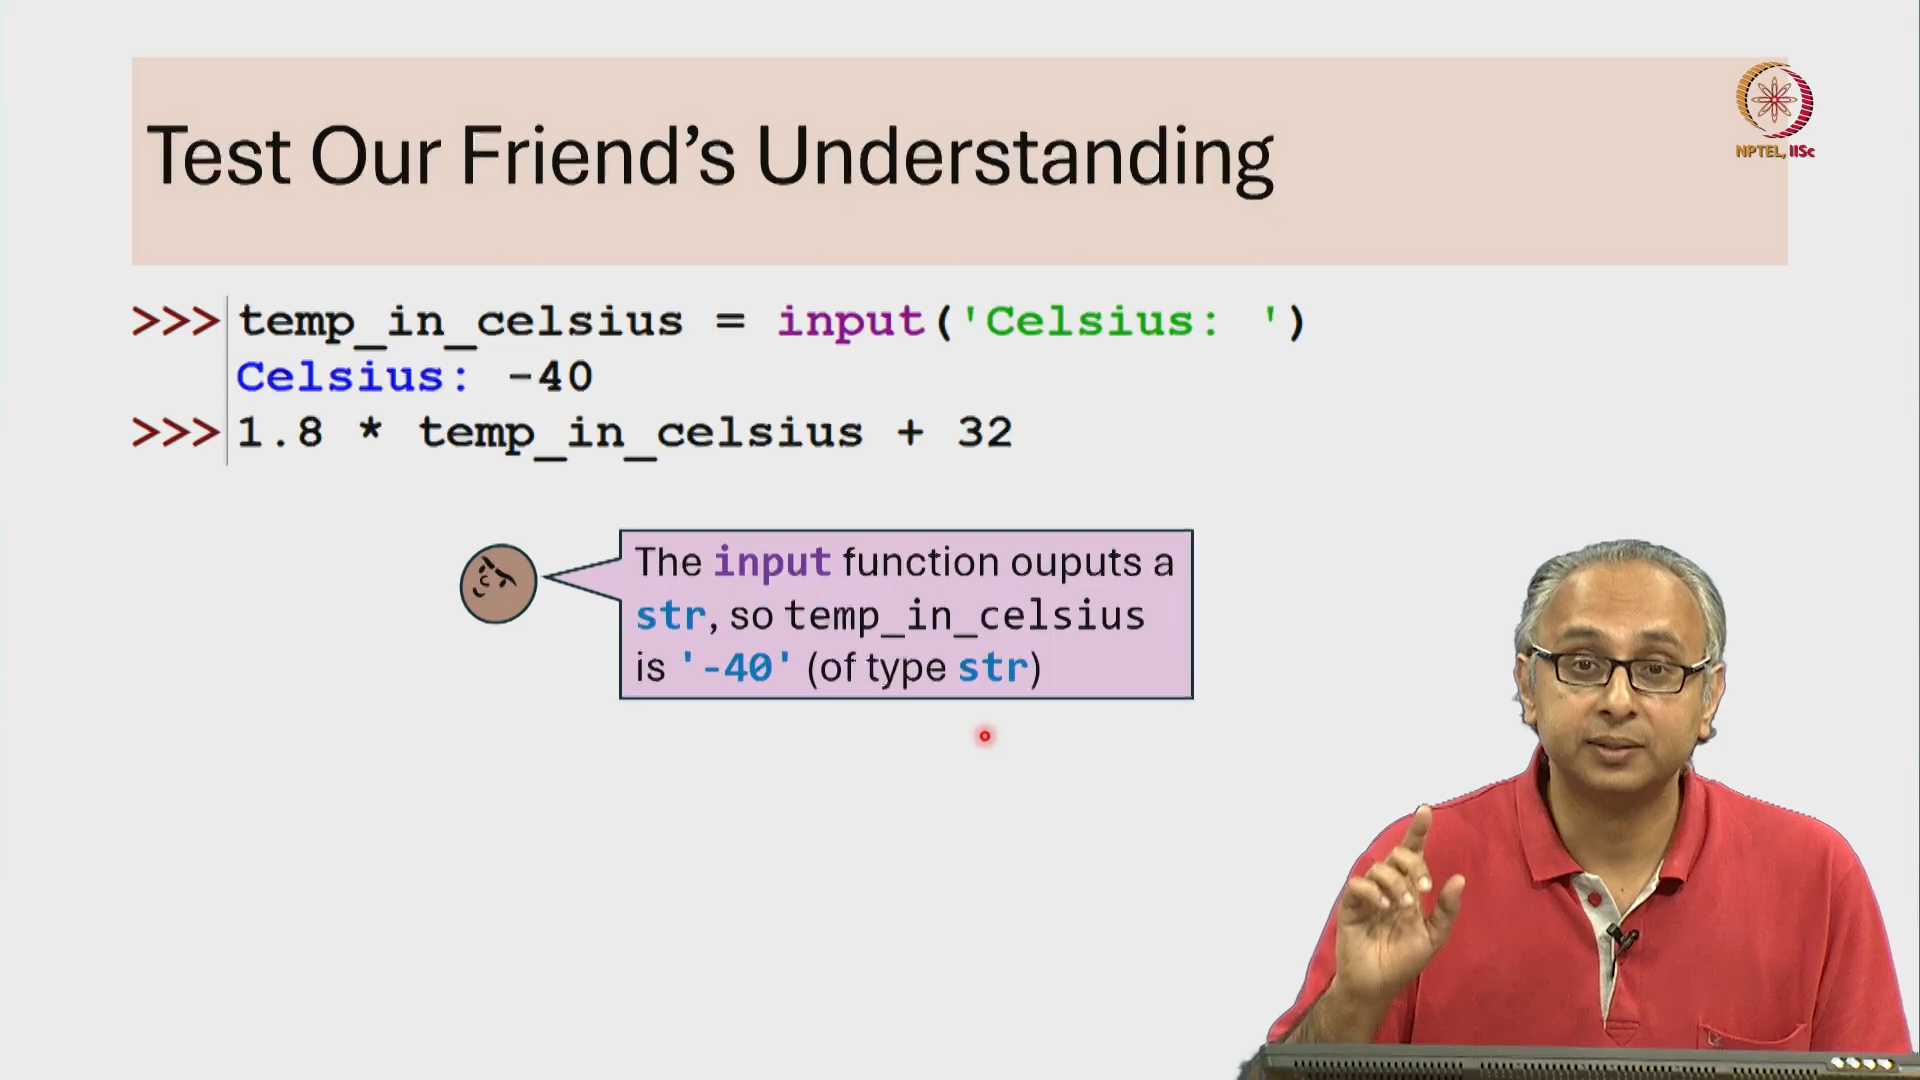 Test Our Friend’s Understanding
NPTEL, IISc
>>> temp_in_celsius = input('Celsius: ')
Celsius: -40
>>> 1.8 * temp_in_celsius + 32
The input function ouputs a
str, so temp_in_celsius
is '-40' (of type str)